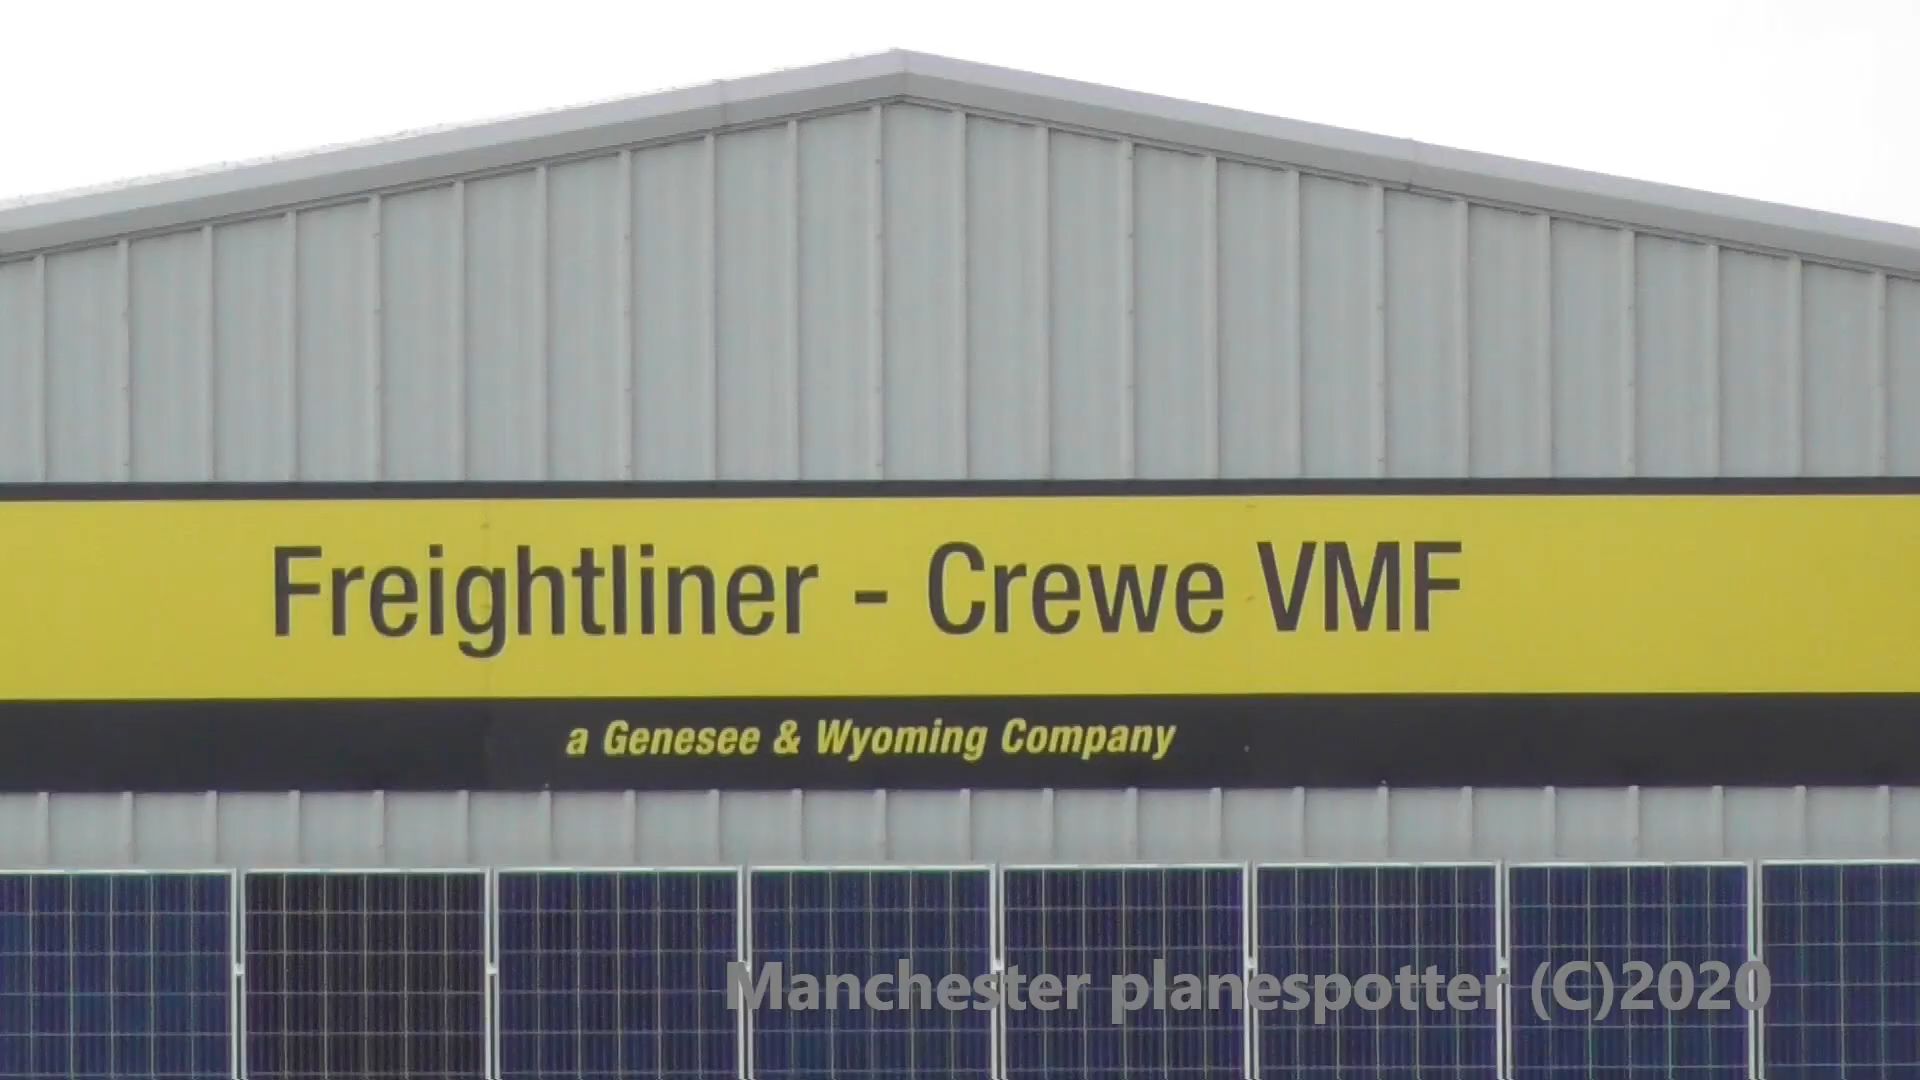 Freightliner - Crewe VMF
a Genesee & Wyoming Company
Manchester planespotter (C)2020